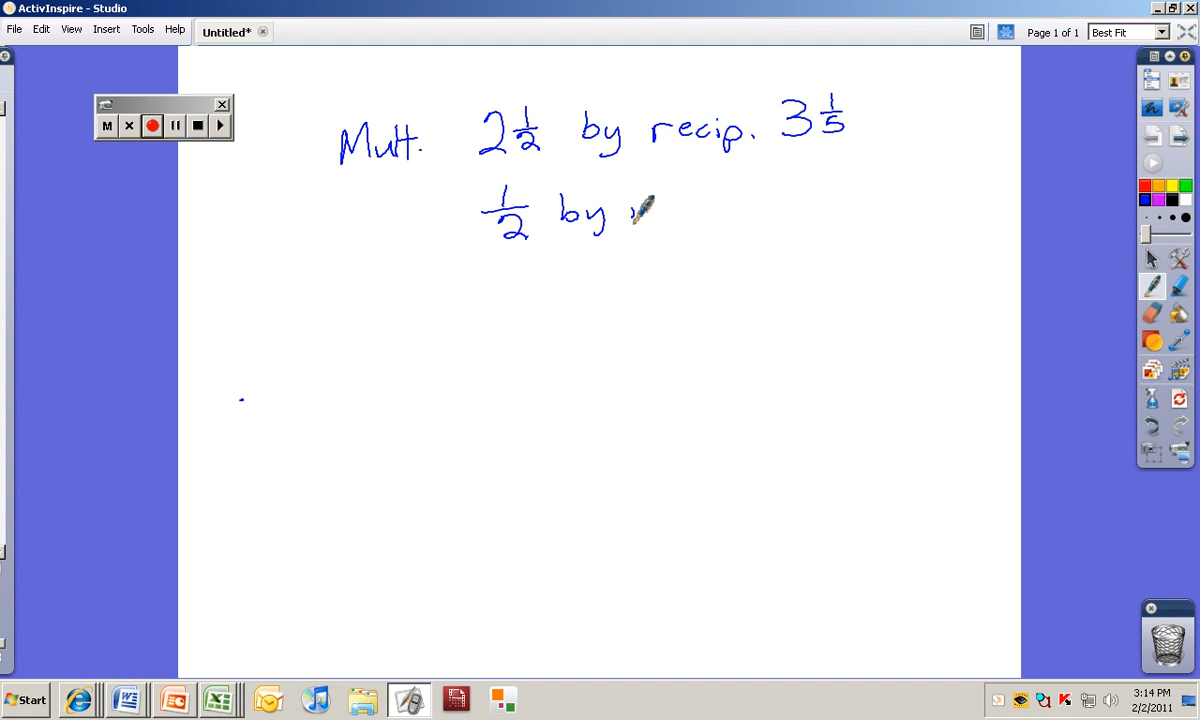 ActivInspire - Studio
File Edit View Insert Tools Help Untitled* Page 1 of 1 Best Fit
M
Mult. 2 1/2 by recip. 3 1/5
1/2 by
Start
3:14 PM
2/2/2011